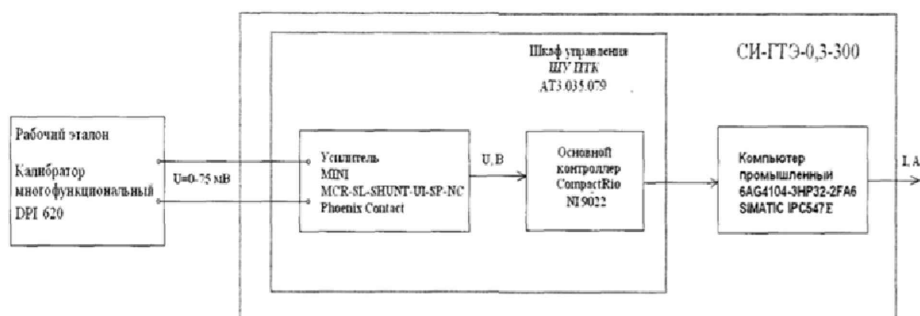 СИ-ГТЭ-0,3-300
Шкаф управления
ШУ ПТК
АТ3.035.079
Рабочий эталон
Калибратор
многофункциональный
DPI 620
U=0-75 мВ
Усилитель
MINI
MCR-SL-SHUNT-UI-SP-NC
Phoenix Contact
U, В
Основной
контроллер
CompactRio
NI 9022
Компьютер
промышленный
6AG4104-3HP32-2FA6
SIMATIC IPC547E
I, А